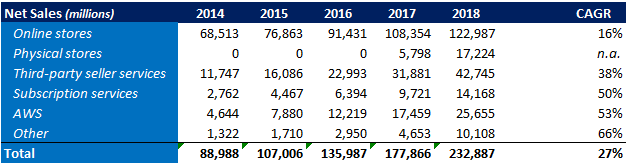 Net Sales (millions) 2014 2015 2016 2017 2018 CAGR
Online stores 68,513 76,863 91,431 108,354 122,987 16%
Physical stores 0 0 0 5,798 17,224 n.a.
Third-party seller services 11,747 16,086 22,993 31,881 42,745 38%
Subscription services 2,762 4,467 6,394 9,721 14,168 50%
AWS 4,644 7,880 12,219 17,459 25,655 53%
Other 1,322 1,710 2,950 4,653 10,108 66%
Total 88,988 107,006 135,987 177,866 232,887 27%